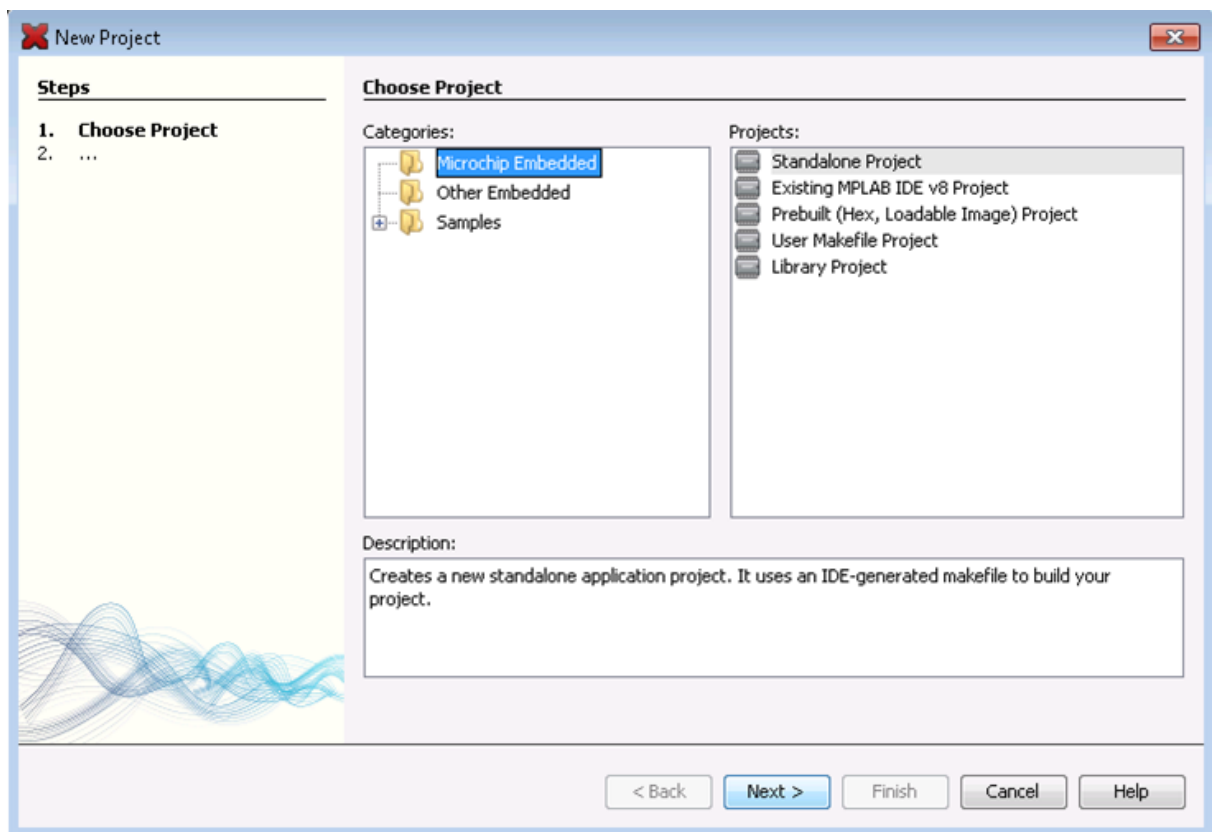 New Project
Steps
1. Choose Project
2. ...
Choose Project
Categories:
Microchip Embedded
Other Embedded
Samples
Projects:
Standalone Project
Existing MPLAB IDE v8 Project
Prebuilt (Hex, Loadable Image) Project
User Makefile Project
Library Project
Description:
Creates a new standalone application project. It uses an IDE-generated makefile to build your
project.
< Back
Next >
Finish
Cancel
Help